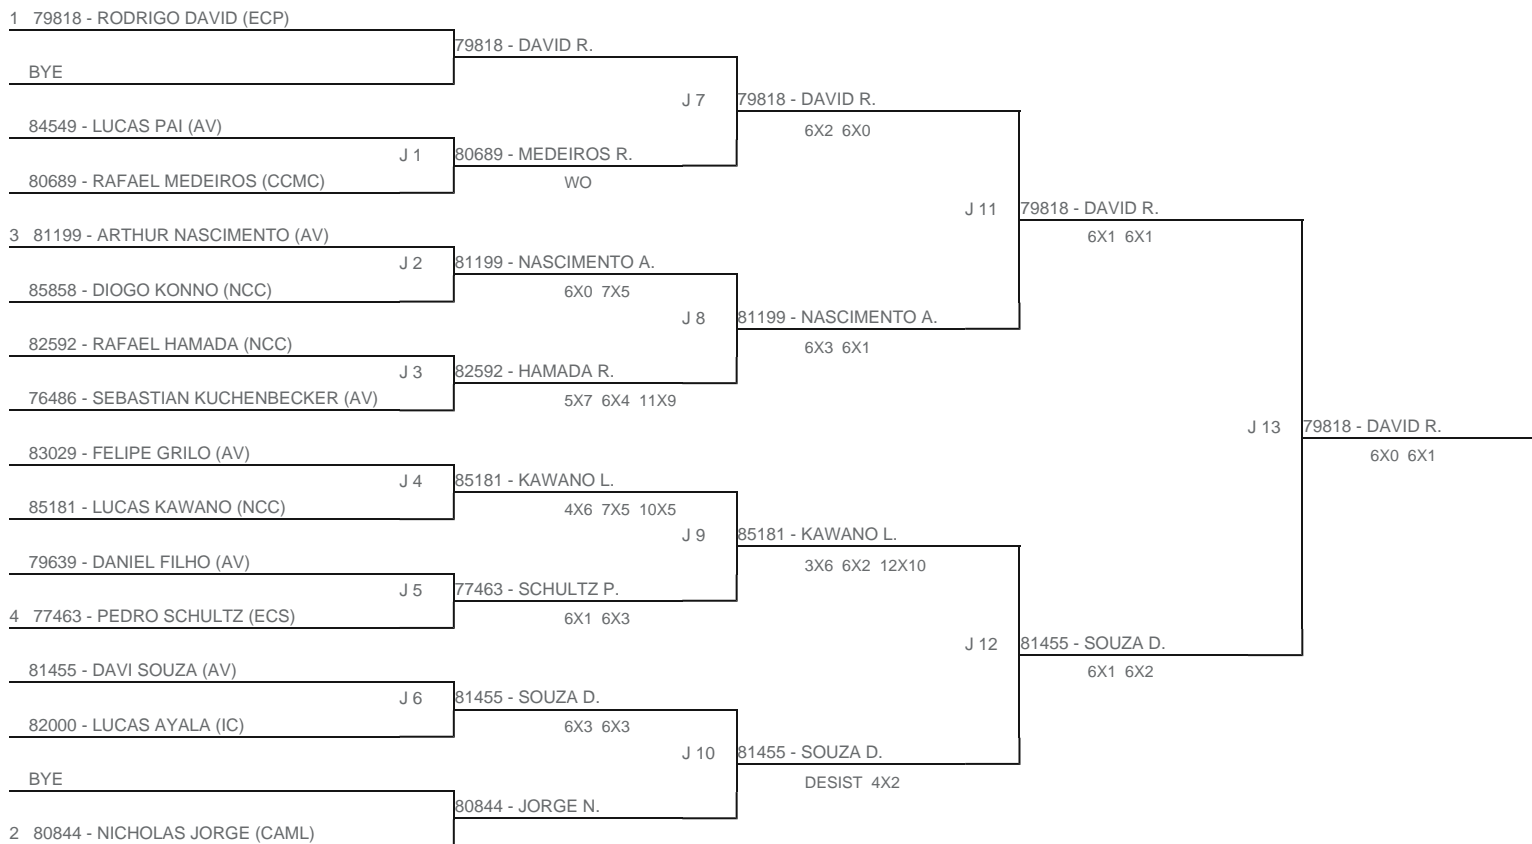 1 79818 - RODRIGO DAVID (ECP)
79818 - DAVID R.
BYE
J 7
79818 - DAVID R.
6X2 6X0
84549 - LUCAS PAI (AV)
J 1
80689 - MEDEIROS R.
80689 - RAFAEL MEDEIROS (CCMC)
WO
J 11
79818 - DAVID R.
6X1 6X1
3 81199 - ARTHUR NASCIMENTO (AV)
J 2
81199 - NASCIMENTO A.
85858 - DIOGO KONNO (NCC)
6X0 7X5
J 8
81199 - NASCIMENTO A.
6X3 6X1
82592 - RAFAEL HAMADA (NCC)
J 3
82592 - HAMADA R.
76486 - SEBASTIAN KUCHENBECKER (AV)
5X7 6X4 11X9
J 13
79818 - DAVID R.
6X0 6X1
83029 - FELIPE GRILO (AV)
J 4
85181 - KAWANO L.
85181 - LUCAS KAWANO (NCC)
4X6 7X5 10X5
J 9
85181 - KAWANO L.
3X6 6X2 12X10
79639 - DANIEL FILHO (AV)
J 5
77463 - SCHULTZ P.
4 77463 - PEDRO SCHULTZ (ECS)
6X1 6X3
J 12
81455 - SOUZA D.
6X1 6X2
81455 - DAVI SOUZA (AV)
J 6
81455 - SOUZA D.
82000 - LUCAS AYALA (IC)
6X3 6X3
J 10
81455 - SOUZA D.
DESIST 4X2
BYE
80844 - JORGE N.
2 80844 - NICHOLAS JORGE (CAML)